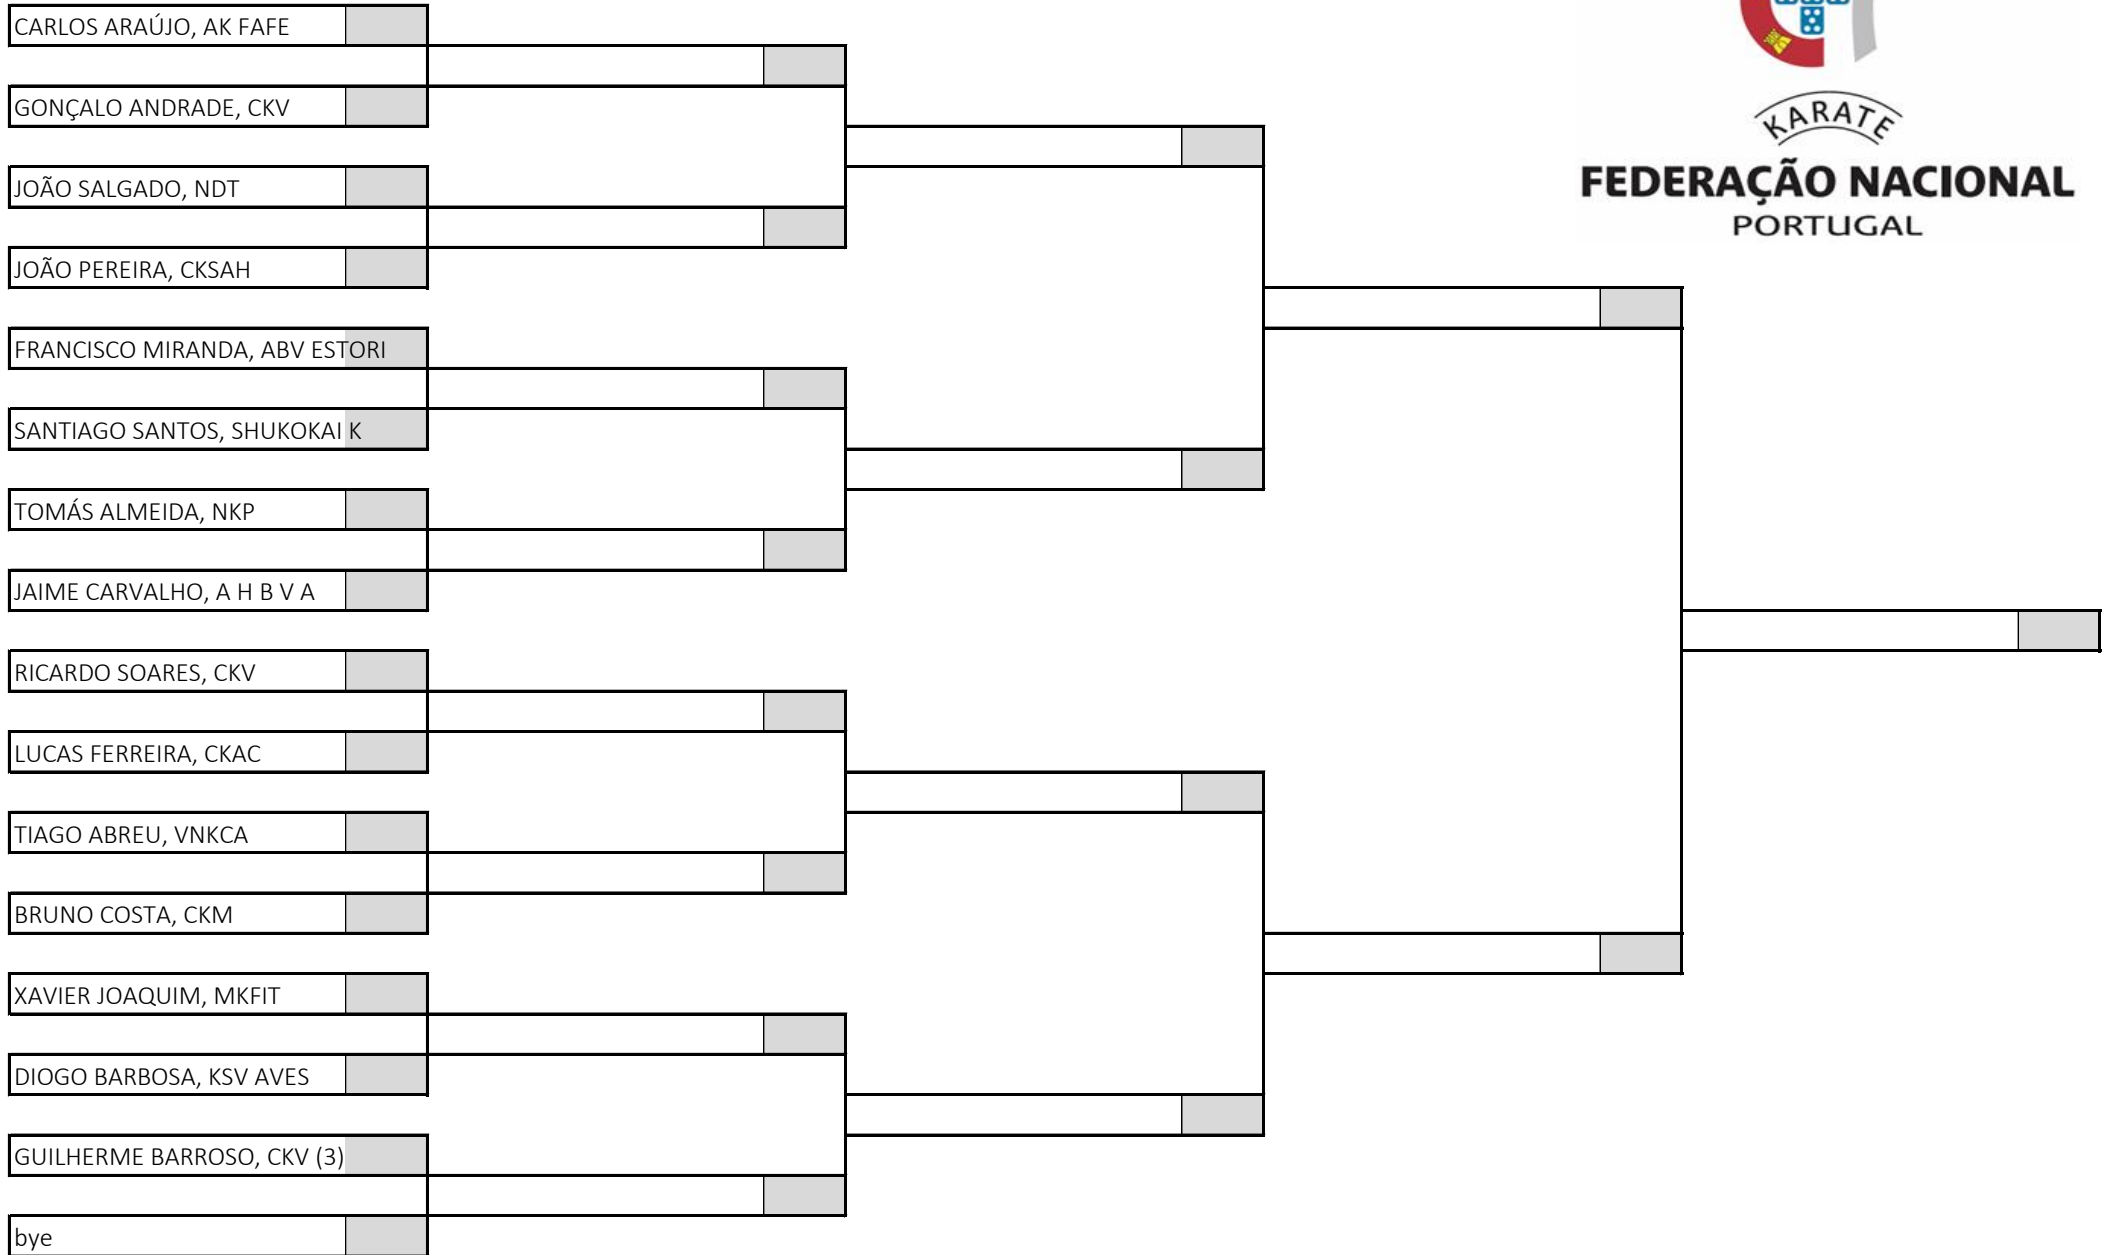 CARLOS ARAÚJO, AK FAFE
GONÇALO ANDRADE, CKV
JOÃO SALGADO, NDT
JOÃO PEREIRA, CKSAH
FRANCISCO MIRANDA, ABV ESTORI
SANTIAGO SANTOS, SHUKOKAI K
TOMÁS ALMEIDA, NKP
JAIME CARVALHO, A H B V A
RICARDO SOARES, CKV
LUCAS FERREIRA, CKAC
TIAGO ABREU, VNKCA
BRUNO COSTA, CKM
XAVIER JOAQUIM, MKFIT
DIOGO BARBOSA, KSV AVES
GUILHERME BARROSO, CKV (3)
bye
KARATE
FEDERAÇÃO NACIONAL
PORTUGAL